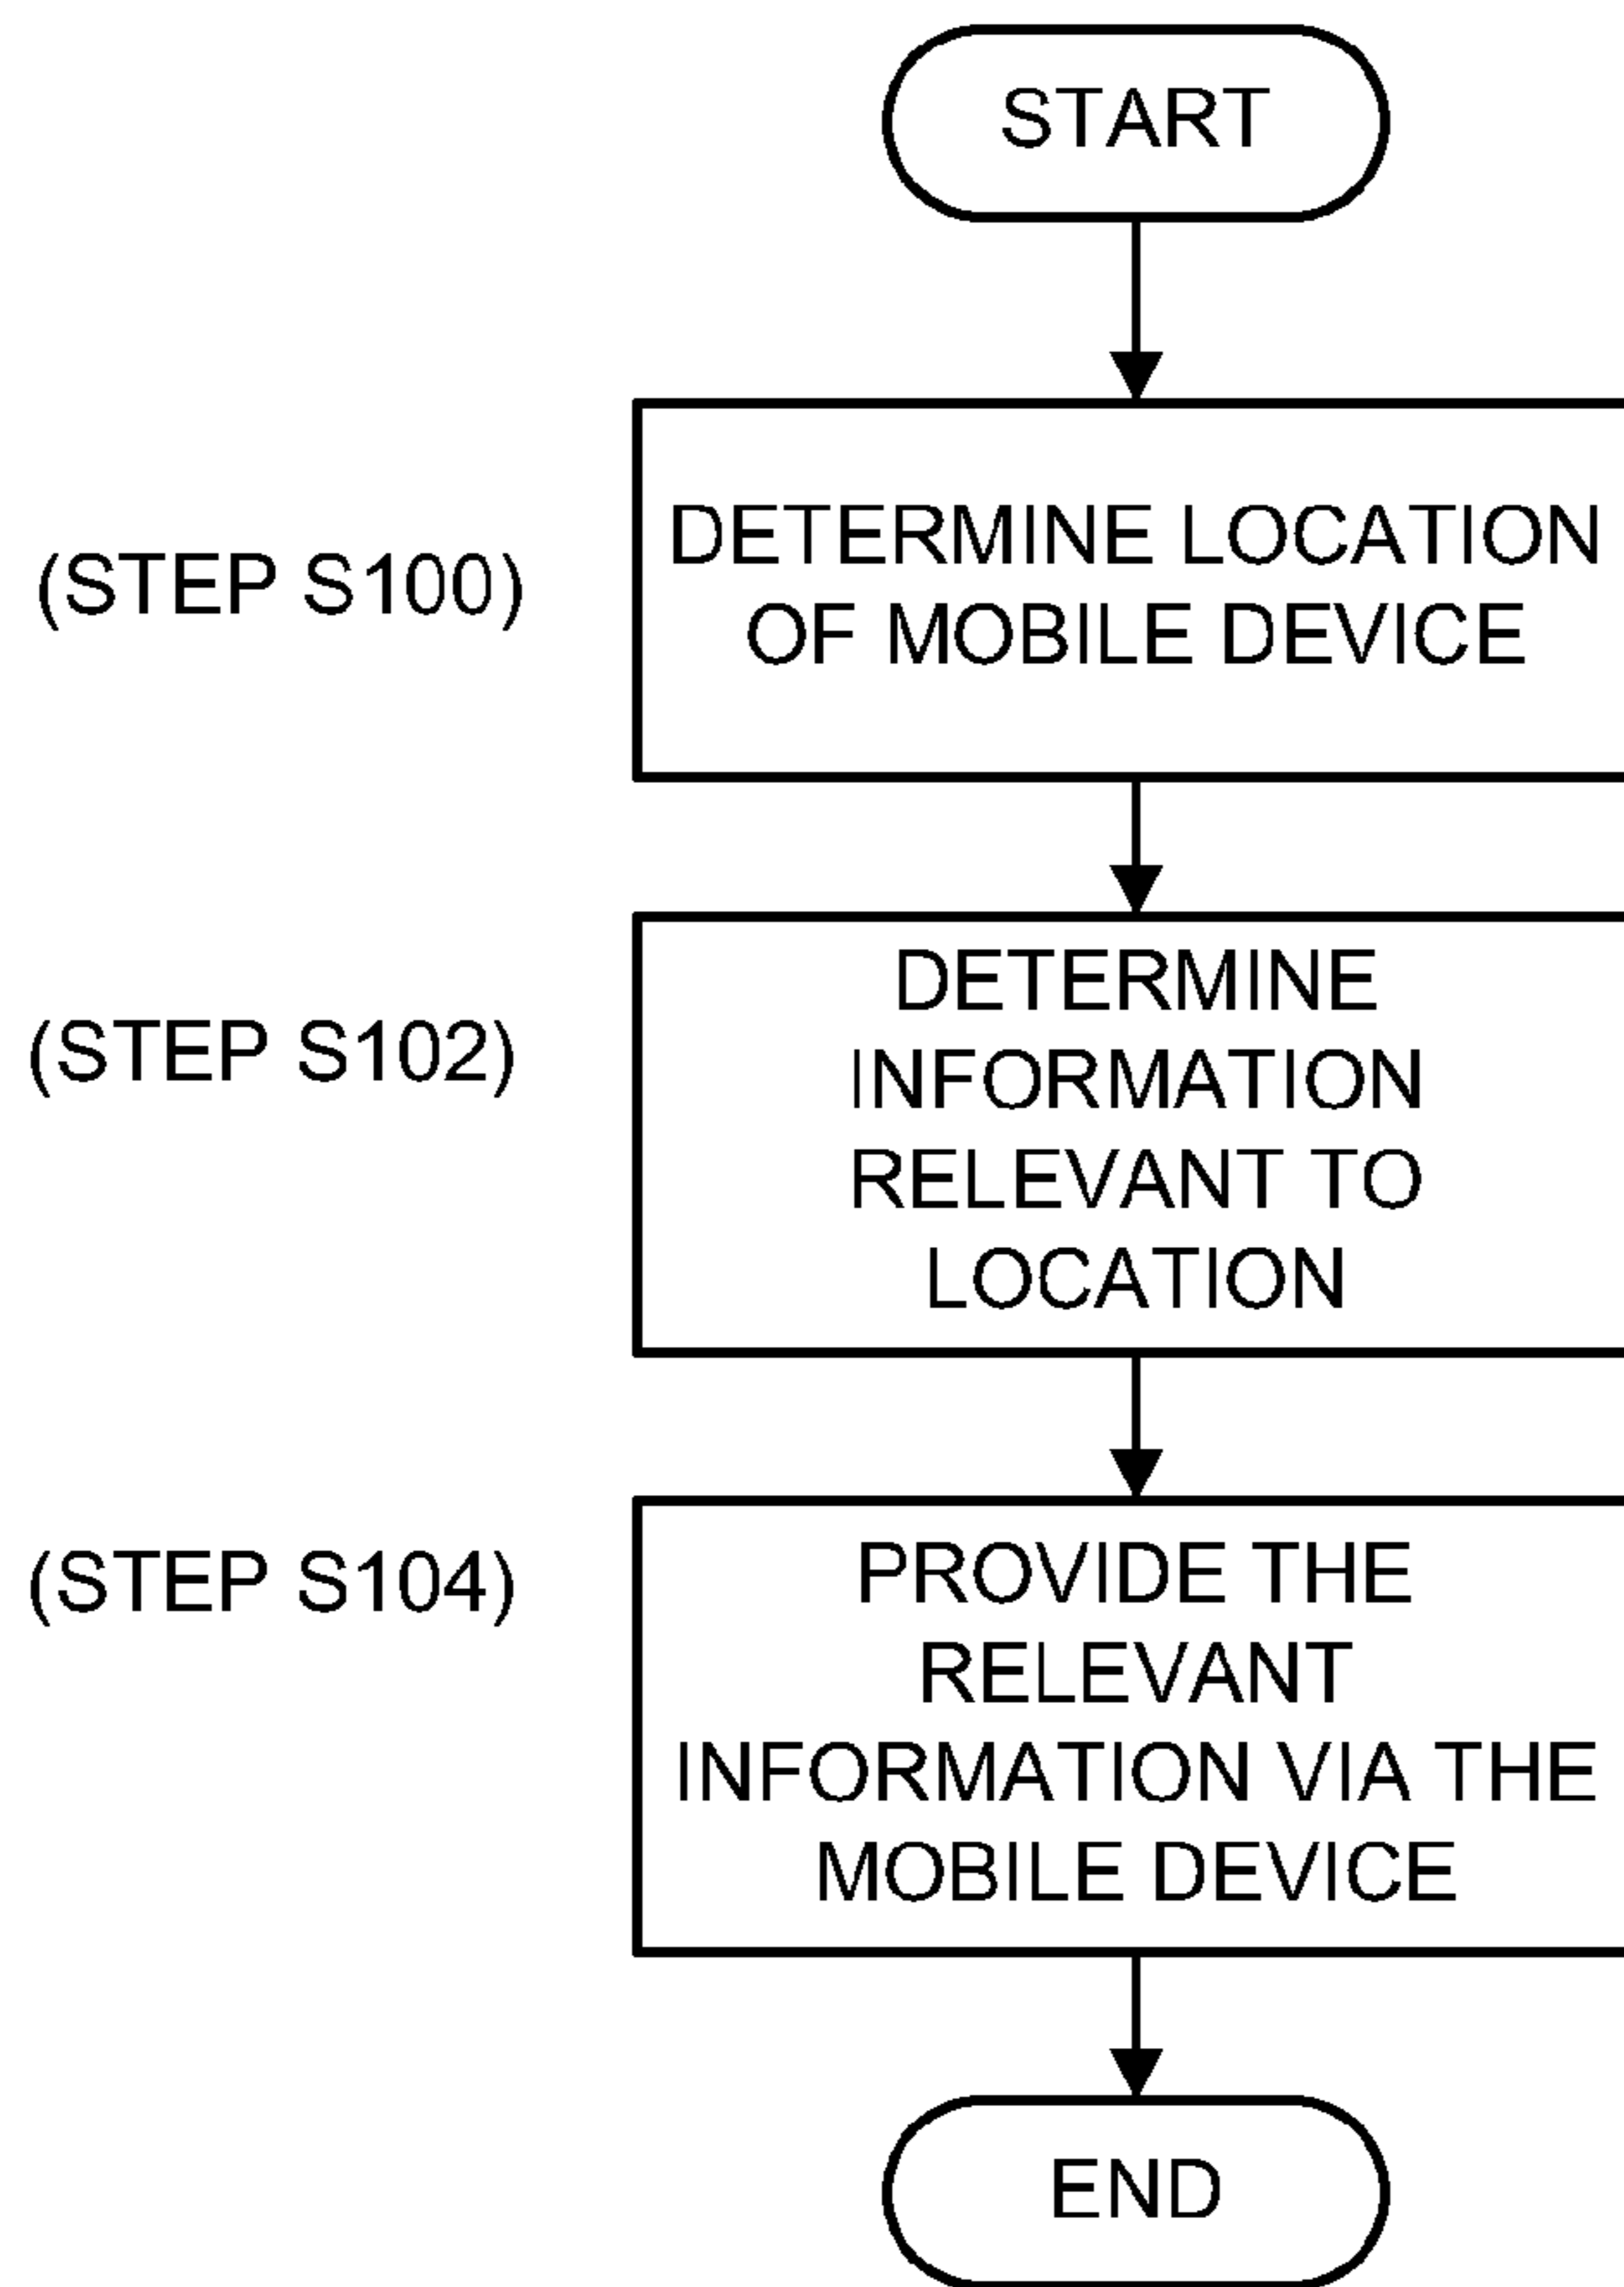 START
(STEP S100)
DETERMINE LOCATION
OF MOBILE DEVICE
(STEP S102)
DETERMINE
INFORMATION
RELEVANT TO
LOCATION
(STEP S104)
PROVIDE THE
RELEVANT
INFORMATION VIA THE
MOBILE DEVICE
END